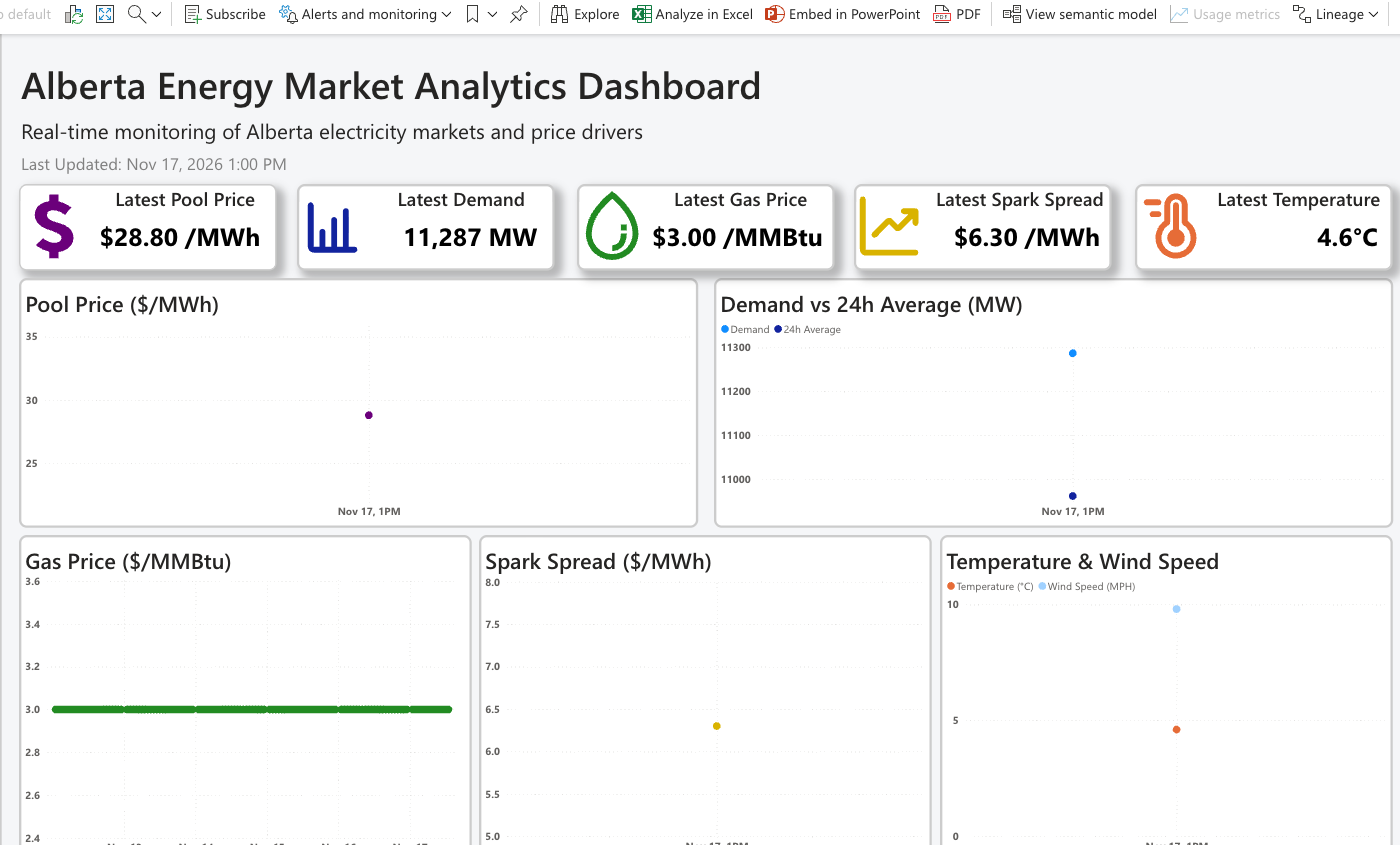 default
Subscribe
Alerts and monitoring
Explore
Analyze in Excel
Embed in PowerPoint
PDF
View semantic model
Usage metrics
Lineage
Alberta Energy Market Analytics Dashboard
Real-time monitoring of Alberta electricity markets and price drivers
Last Updated: Nov 17, 2026 1:00 PM
Latest Pool Price
$28.80 /MWh
Latest Demand
11,287 MW
Latest Gas Price
$3.00 /MMBtu
Latest Spark Spread
$6.30 /MWh
Latest Temperature
4.6°C
Pool Price ($/MWh)
35
30
25
Nov 17, 1PM
Demand vs 24h Average (MW)
Demand 24h Average
11300
11200
11100
11000
Nov 17, 1PM
Gas Price ($/MMBtu)
3.6
3.4
3.2
3.0
2.8
2.6
2.4
Spark Spread ($/MWh)
8.0
7.5
7.0
6.5
6.0
5.5
5.0
Temperature & Wind Speed
Temperature (°C) Wind Speed (MPH)
10
5
0